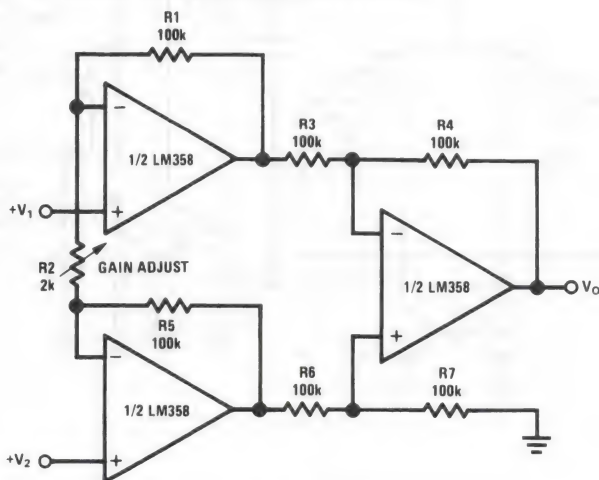 R1
100k
1/2 LM358
R3
100k
R4
100k
+V1
R2
2k
GAIN ADJUST
1/2 LM358
VO
R5
100k
R6
100k
R7
100k
1/2 LM358
+V2